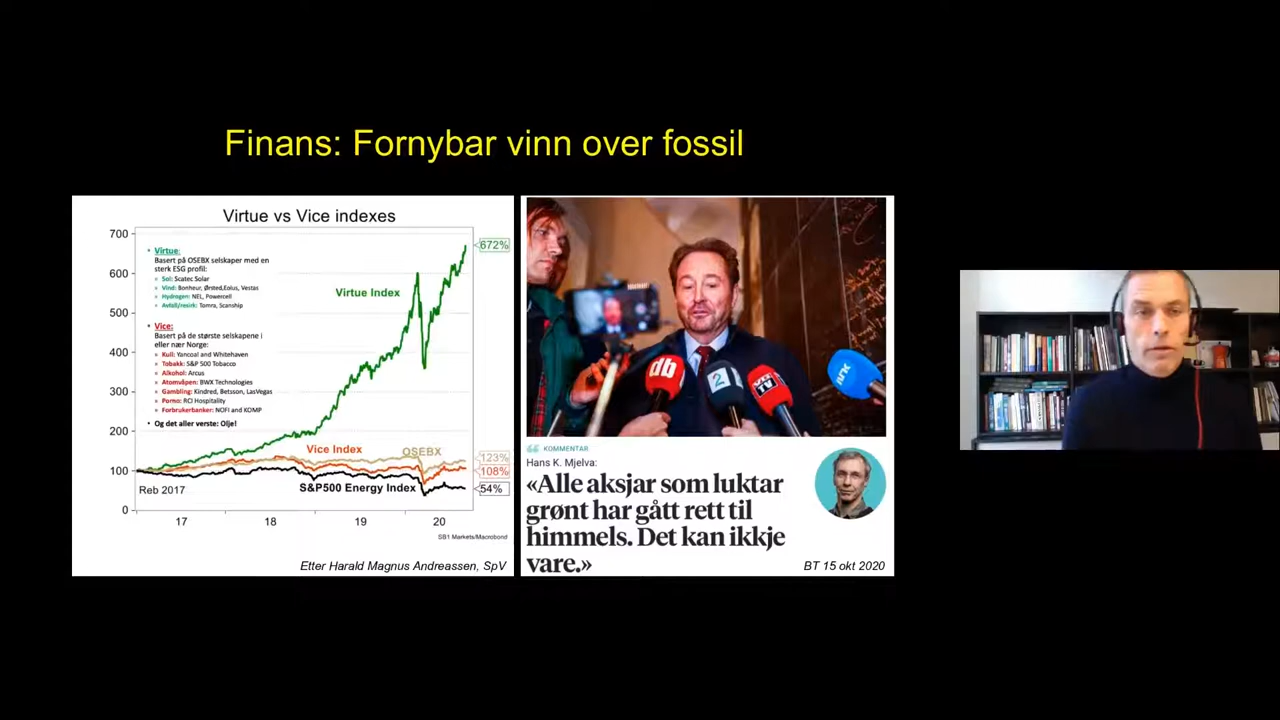 Finans: Fornybar vinn over fossil
Virtue vs Vice indexes
700
600
500
400
300
200
100
0
• Virtue:
Basert på OSEBX selskaper med en
sterk ESG profil:
Sol: Scatec Solar
Vind: Bonheur, Ørsted,Eolus, Vestas
Hydrogen: NEL, Powercell
Avfall/resirk: Tomra, Scanship
• Vice:
Basert på de største selskapene i
eller nær Norge:
Kull: Yancoal and Whitehaven
Tobakk: S&P 500 Tobacco
Alkohol: Arcus
Atomvåpen: BWX Technologies
Gambling: Kindred, Betsson, LasVegas
Porno: RCI Hospitality
Forbrukerbanker: NOFI and KOMP
• Og det aller verste: Olje!
Virtue Index
672%
Vice Index
OSEBX
123%
108%
S&P500 Energy Index
54%
Reb 2017
17
18
19
20
SB1 Markets/Macrobond
Etter Harald Magnus Andreassen, SpV
db
2
VG
TV
nrk
KOMMENTAR
Hans K. Mjelva:
«Alle aksjar som luktar
grønt har gått rett til
himmels. Det kan ikkje
vare.»
BT 15 okt 2020